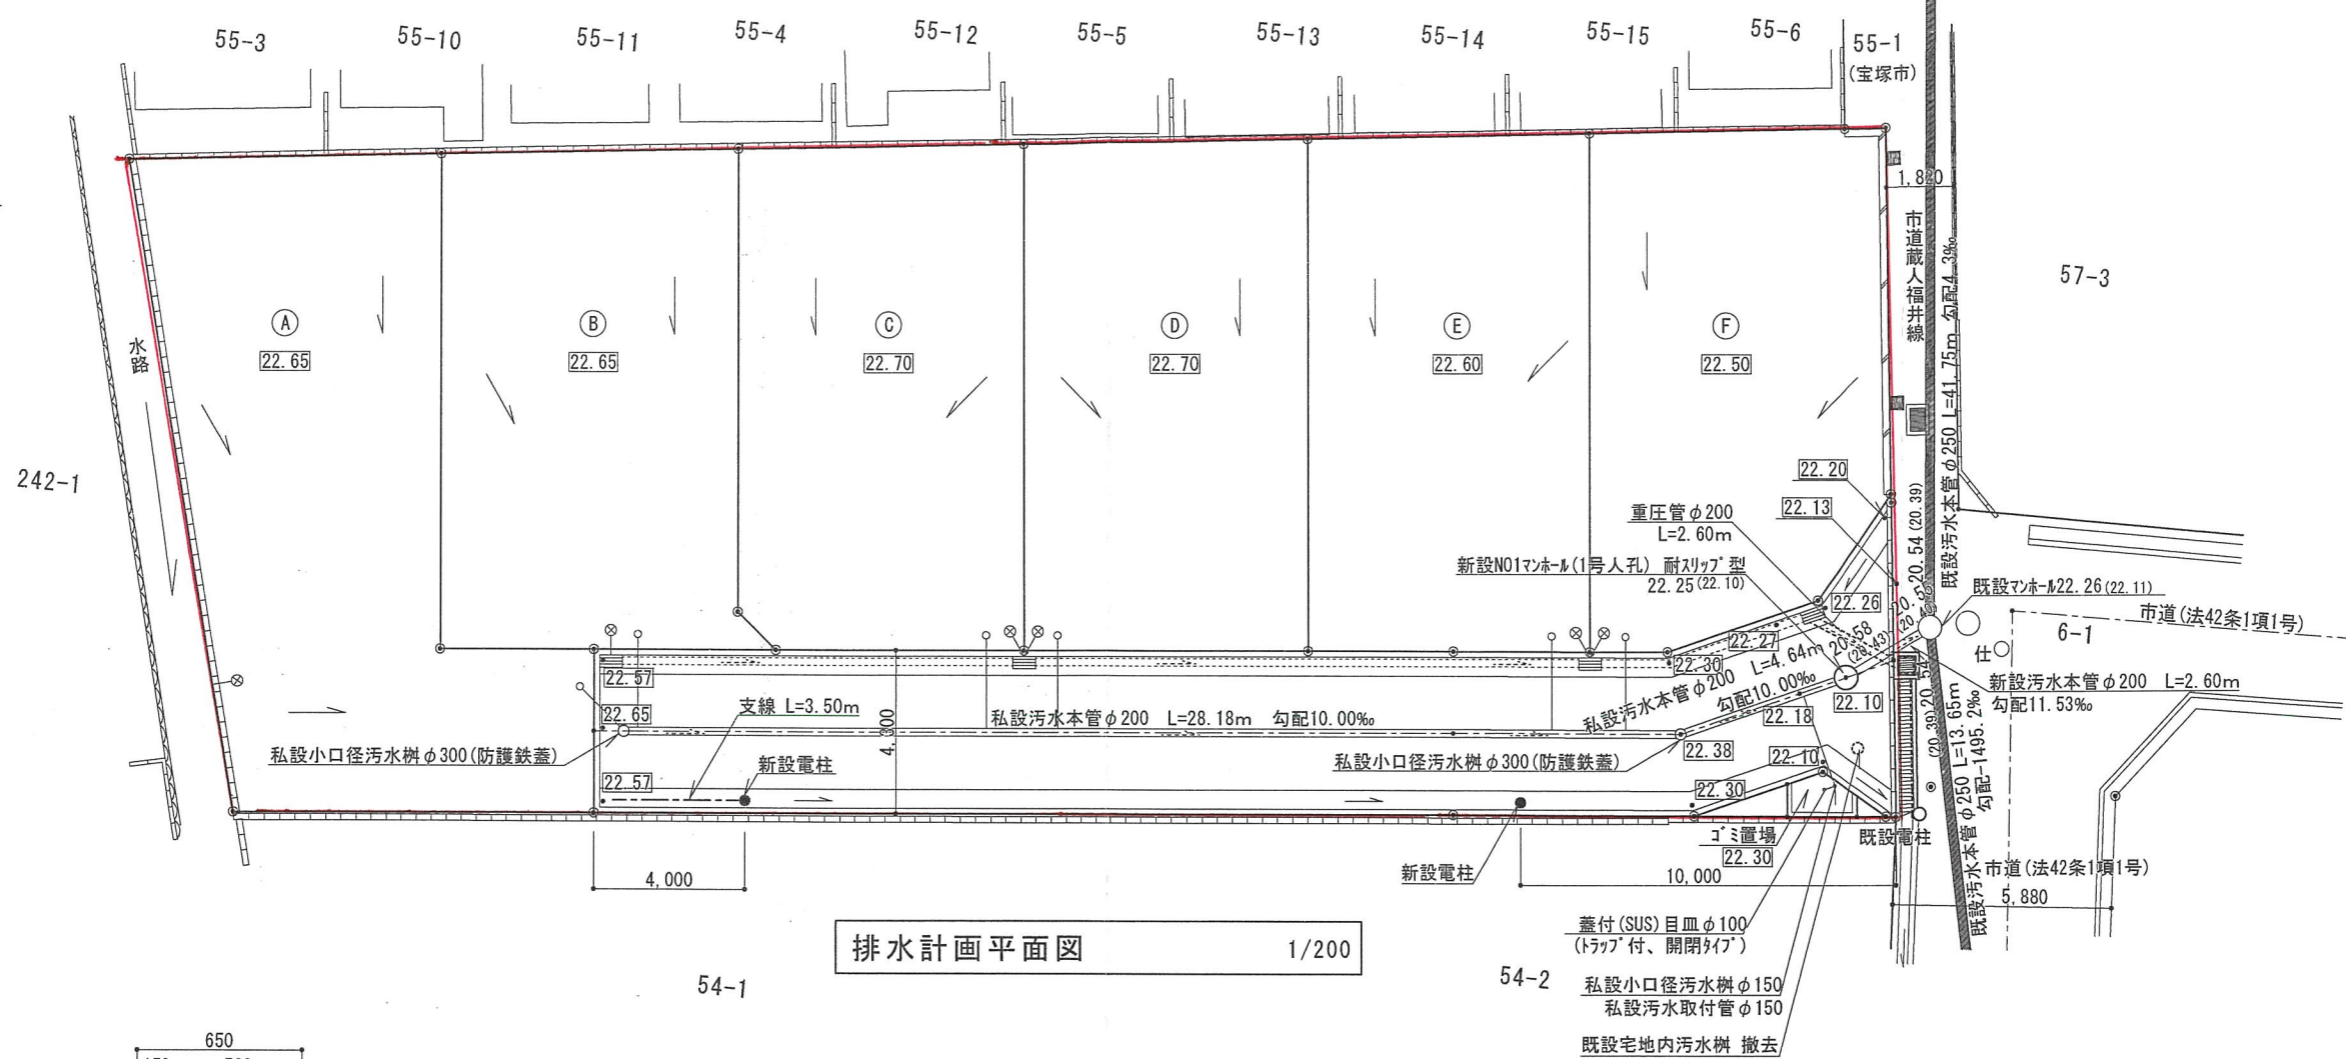 55-3
55-10
55-11
55-4
55-12
55-5
55-13
55-14
55-15
55-6
55-1
(宝塚市)
1,820
市道蔵人福井線
既設汚水本管φ250 L=41.75m 勾配4.3‰
57-3
水路
242-1
Ⓐ
22.65
Ⓑ
22.65
Ⓒ
22.70
Ⓓ
22.70
Ⓔ
22.60
Ⓕ
22.50
22.20
22.13
重圧管φ200
L=2.60m
新設NO1マンホール(1号人孔) 耐スリップ型
22.25(22.10)
22.26
22.27
22.30
20.54(20.39)
20.58
(20.43)
既設マンホール22.26(22.11)
市道(法42条1項1号)
6-1
仕
新設汚水本管φ200 L=2.60m
勾配11.53‰
22.57
22.65
支線 L=3.50m
私設汚水本管φ200 L=28.18m 勾配10.00‰
私設汚水本管φ200 L=4.64m
勾配10.00‰
22.10
22.18
22.38
4,300
私設小口径汚水桝φ300(防護鉄蓋)
新設電柱
私設小口径汚水桝φ300(防護鉄蓋)
22.57
22.10
22.30
ゴミ置場
22.30
既設電柱
(20.39)20.54
既設汚水本管φ250 L=13.65m
勾配-1495.2‰
市道(法42条1項1号)
5,880
4,000
新設電柱
10,000
蓋付(SUS)目皿φ100
(トラップ付、開閉タイプ)
私設小口径汚水桝φ150
私設汚水取付管φ150
既設宅地内汚水桝 撤去
排水計画平面図 1/200
54-1
54-2
650